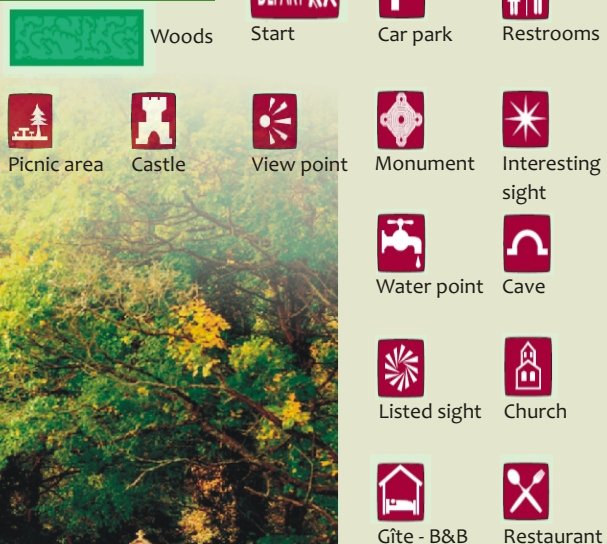 DEPART
Woods
Start
Car park
Restrooms
Picnic area
Castle
View point
Monument
Interesting
sight
Water point
Cave
Listed sight
Church
Gîte - B&B
Restaurant